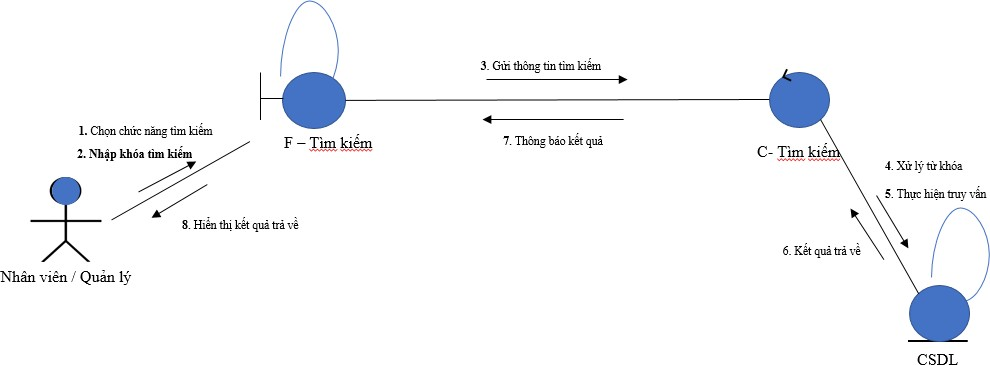 1. Chọn chức năng tìm kiếm
2. Nhập khóa tìm kiếm
3. Gửi thông tin tìm kiếm
7. Thông báo kết quả
F – Tìm kiếm
C- Tìm kiếm
4. Xử lý từ khóa
5. Thực hiện truy vấn
8. Hiển thị kết quả trả về
6. Kết quả trả về
Nhân viên / Quản lý
CSDL